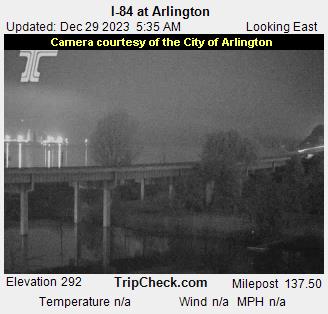 I-84 at Arlington
Updated: Dec 29 2023 5:35 AM Looking East
Camera courtesy of the City of Arlington
Elevation 292 TripCheck.com Milepost 137.50
Temperature n/a Wind n/a MPH n/a